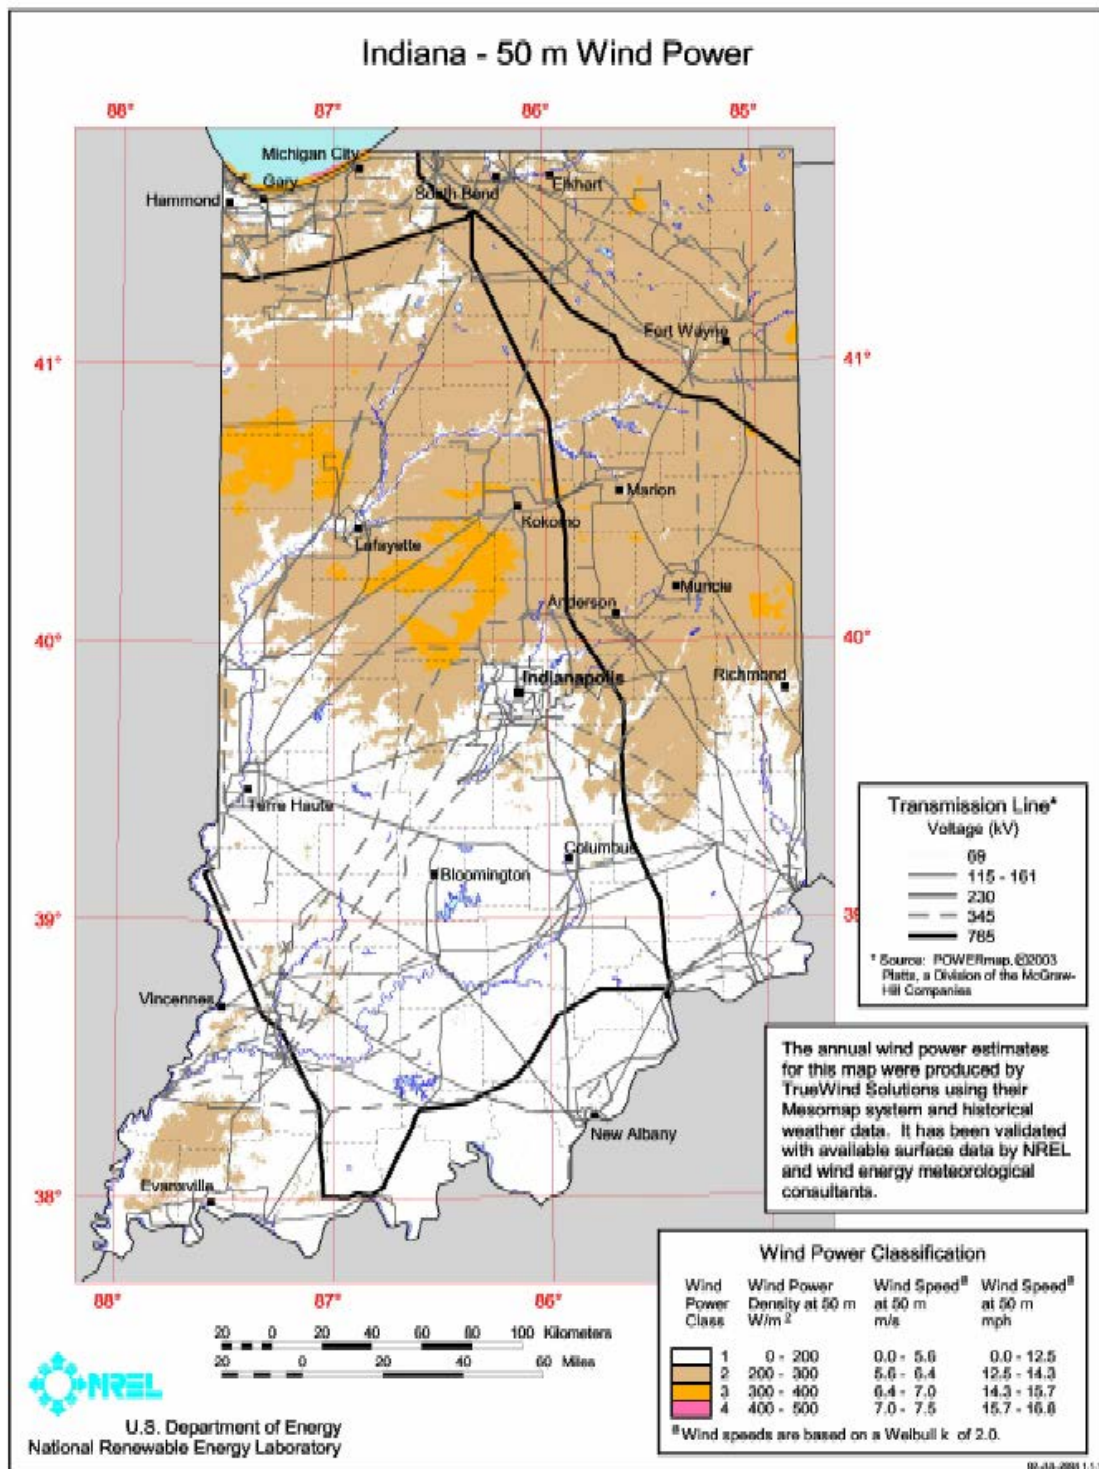 Indiana - 50 m Wind Power
88° 87° 86° 85°
Michigan City
Gary
Hammond
South Bend
Elkhart
Fort Wayne
41° 41°
Marion
Kokomo
Lafayette
Muncie
Anderson
40° 40°
Indianapolis
Richmond
Terre Haute
Columbus
Bloomington
39°
Vincennes
New Albany
Evansville
38°
88° 87° 86°
Transmission Line*
Voltage (kV)
69
115 - 161
230
345
765
* Source: POWERmap, ©2003
Platts, a Division of the McGraw-
Hill Companies
The annual wind power estimates
for this map were produced by
TrueWind Solutions using their
Mesomap system and historical
weather data. It has been validated
with available surface data by NREL
and wind energy meteorological
consultants.
Wind Power Classification
Wind Wind Power Wind Speed ᵃ Wind Speed ᵃ
Power Density at 50 m at 50 m at 50 m
Class W/m² m/s mph
1 0 - 200 0.0 - 5.6 0.0 - 12.5
2 200 - 300 5.6 - 6.4 12.5 - 14.3
3 300 - 400 6.4 - 7.0 14.3 - 15.7
4 400 - 500 7.0 - 7.5 15.7 - 16.8
ᵃ Wind speeds are based on a Weibull k of 2.0.
20 0 20 40 60 80 100 Kilometers
20 0 20 40 60 Miles
NREL
U.S. Department of Energy
National Renewable Energy Laboratory